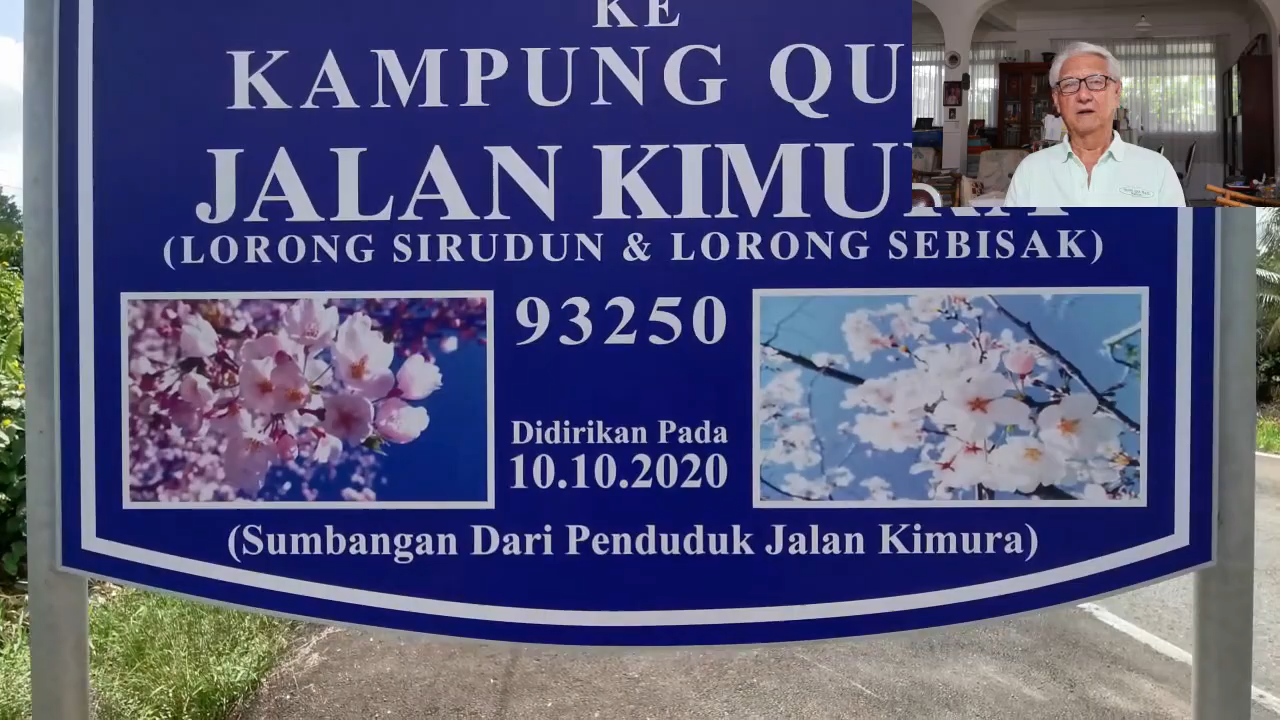 KE
KAMPUNG QU
JALAN KIMURA
(LORONG SIRUDUN & LORONG SEBISAK)
93250
Didirikan Pada
10.10.2020
(Sumbangan Dari Penduduk Jalan Kimura)